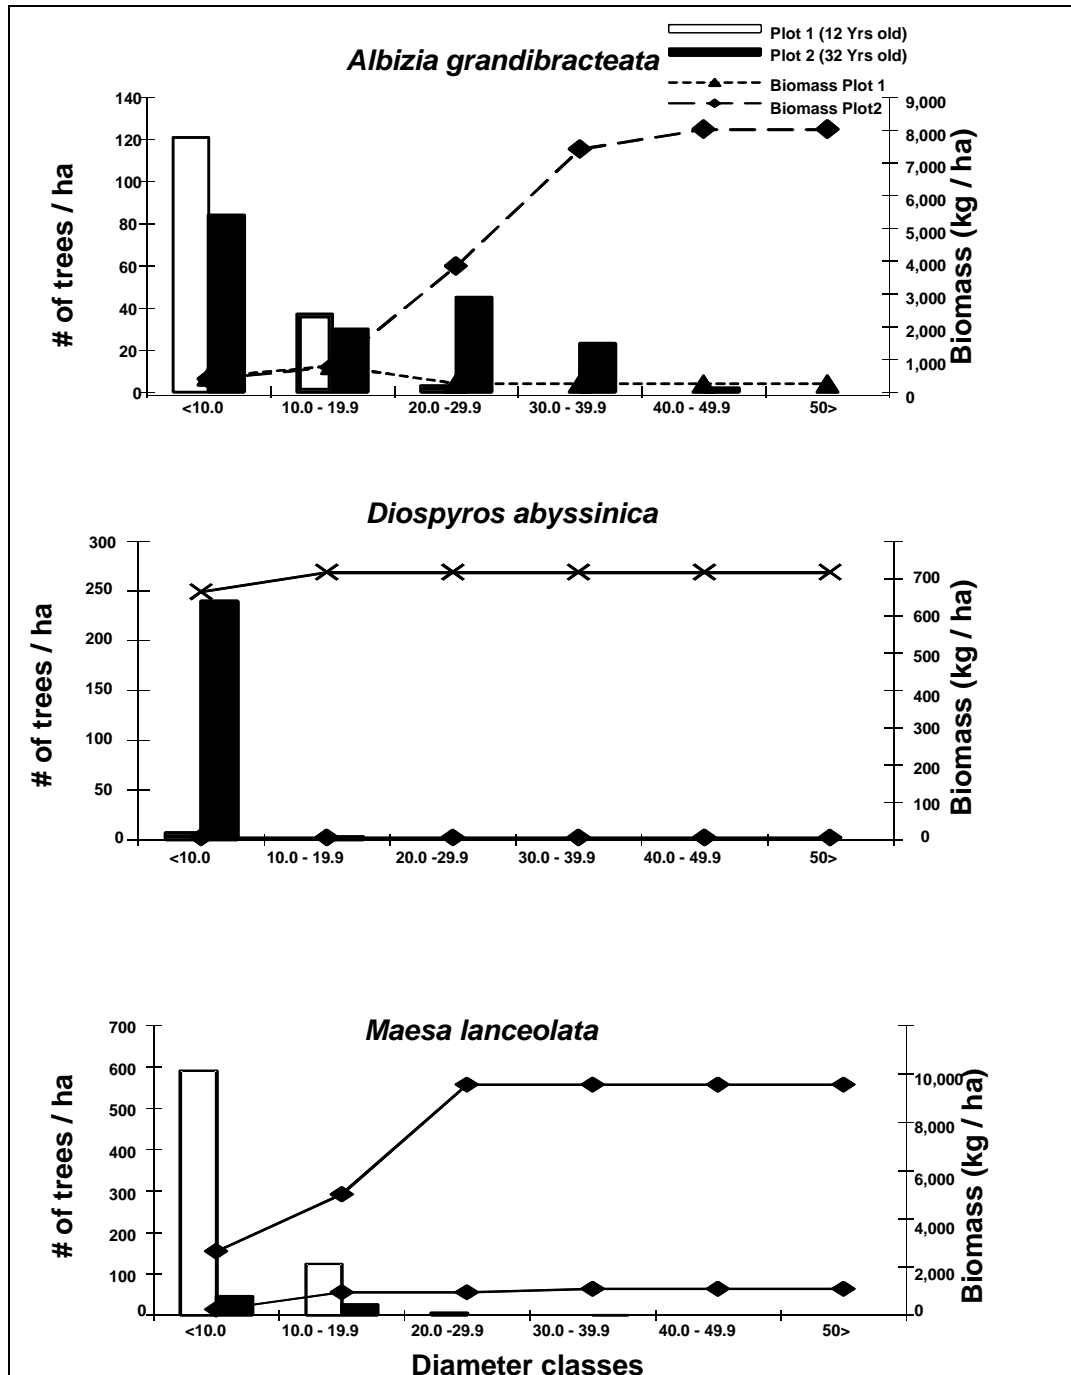 Plot 1 (12 Yrs old)
Plot 2 (32 Yrs old)
Biomass Plot 1
Biomass Plot2
Albizia grandibracteata
# of trees / ha
140
120
100
80
60
40
20
0
9,000
8,000
7,000
6,000
5,000
4,000
3,000
2,000
1,000
0
Biomass (kg / ha)
<10.0 10.0 - 19.9 20.0 -29.9 30.0 - 39.9 40.0 - 49.9 50>
Diospyros abyssinica
# of trees / ha
300
250
200
150
100
50
0
700
600
500
400
300
200
100
0
Biomass (kg / ha)
<10.0 10.0 - 19.9 20.0 -29.9 30.0 - 39.9 40.0 - 49.9 50>
Maesa lanceolata
# of trees / ha
700
600
500
400
300
200
100
0
10,000
8,000
6,000
4,000
2,000
0
Biomass (kg / ha)
<10.0 10.0 - 19.9 20.0 -29.9 30.0 - 39.9 40.0 - 49.9 50>
Diameter classes